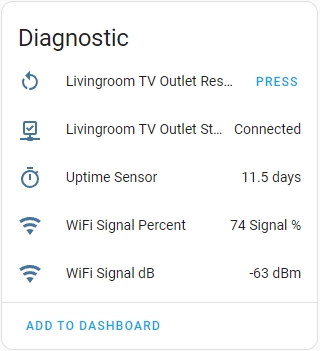 Diagnostic
Livingroom TV Outlet Res... PRESS
Livingroom TV Outlet St... Connected
Uptime Sensor 11.5 days
WiFi Signal Percent 74 Signal %
WiFi Signal dB -63 dBm
ADD TO DASHBOARD